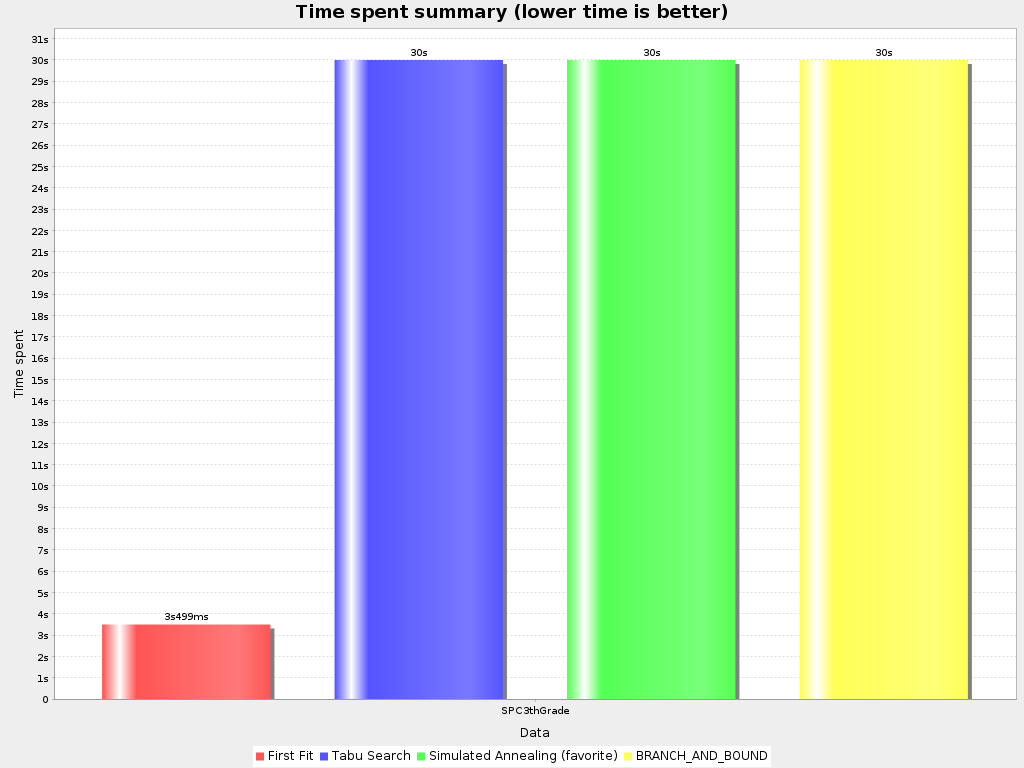 Time spent summary (lower time is better)
31s
30s
29s
28s
27s
26s
25s
24s
23s
22s
21s
20s
19s
18s
17s
16s
15s
14s
13s
12s
11s
10s
9s
8s
7s
6s
5s
4s
3s
2s
1s
0
Time spent
3s499ms
30s
30s
30s
SPC3thGrade
Data
First Fit Tabu Search Simulated Annealing (favorite) BRANCH_AND_BOUND